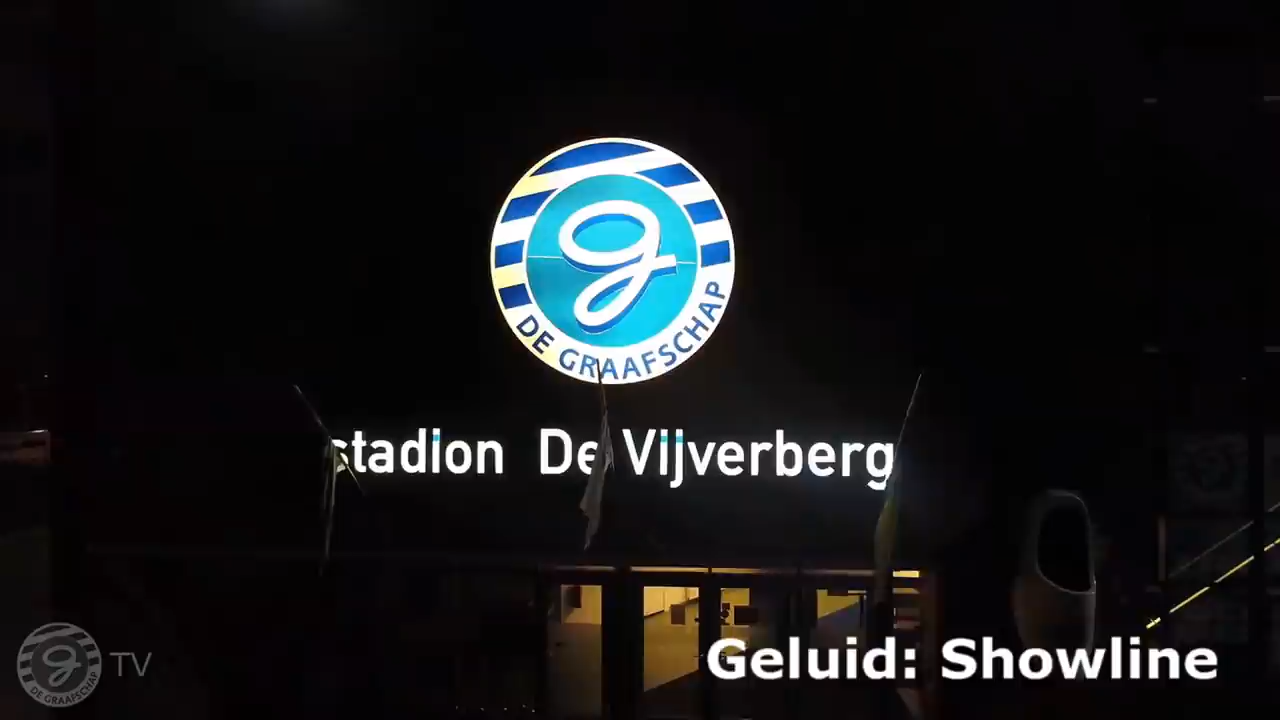 DE GRAAFSCHAP
stadion De Vijverberg
Geluid: Showline
DE GRAAFSCHAP
TV